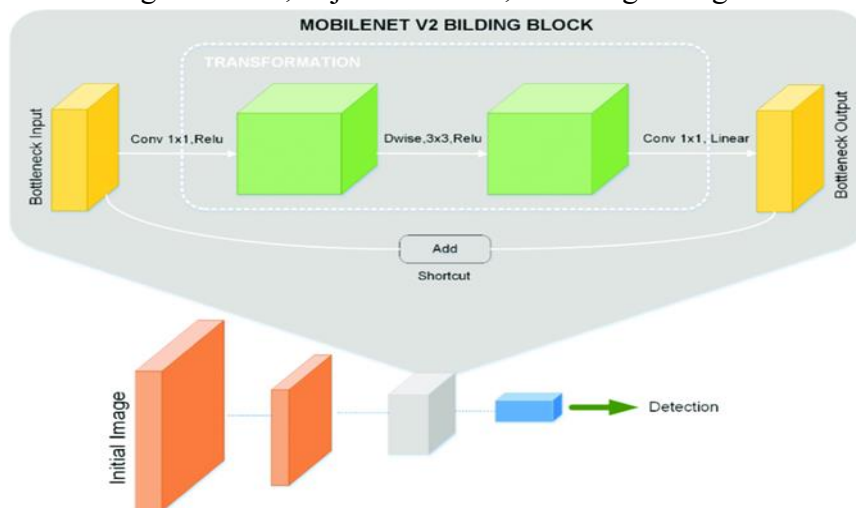 MOBILENET V2 BILDING BLOCK
TRANSFORMATION
Bottleneck Input
Conv 1x1,Relu
Dwise,3x3,Relu
Conv 1x1, Linear
Bottleneck Output
Add
Shortcut
Initial Image
Detection